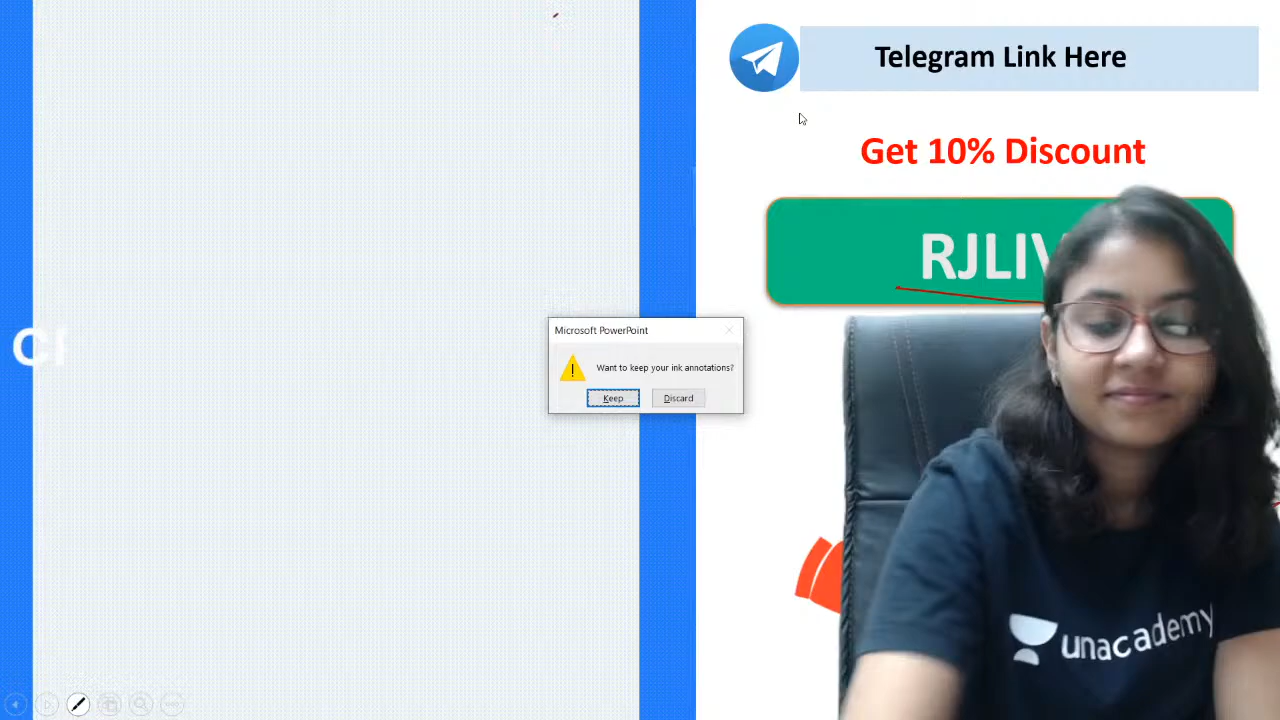 Telegram Link Here
Get 10% Discount
RJLIV
Microsoft PowerPoint
Want to keep your ink annotations?
Keep
Discard
unacademy